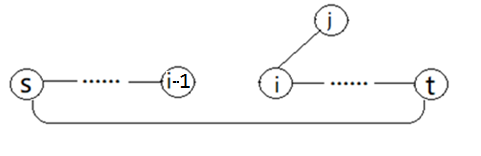 j
s ...... i-1 i ...... t